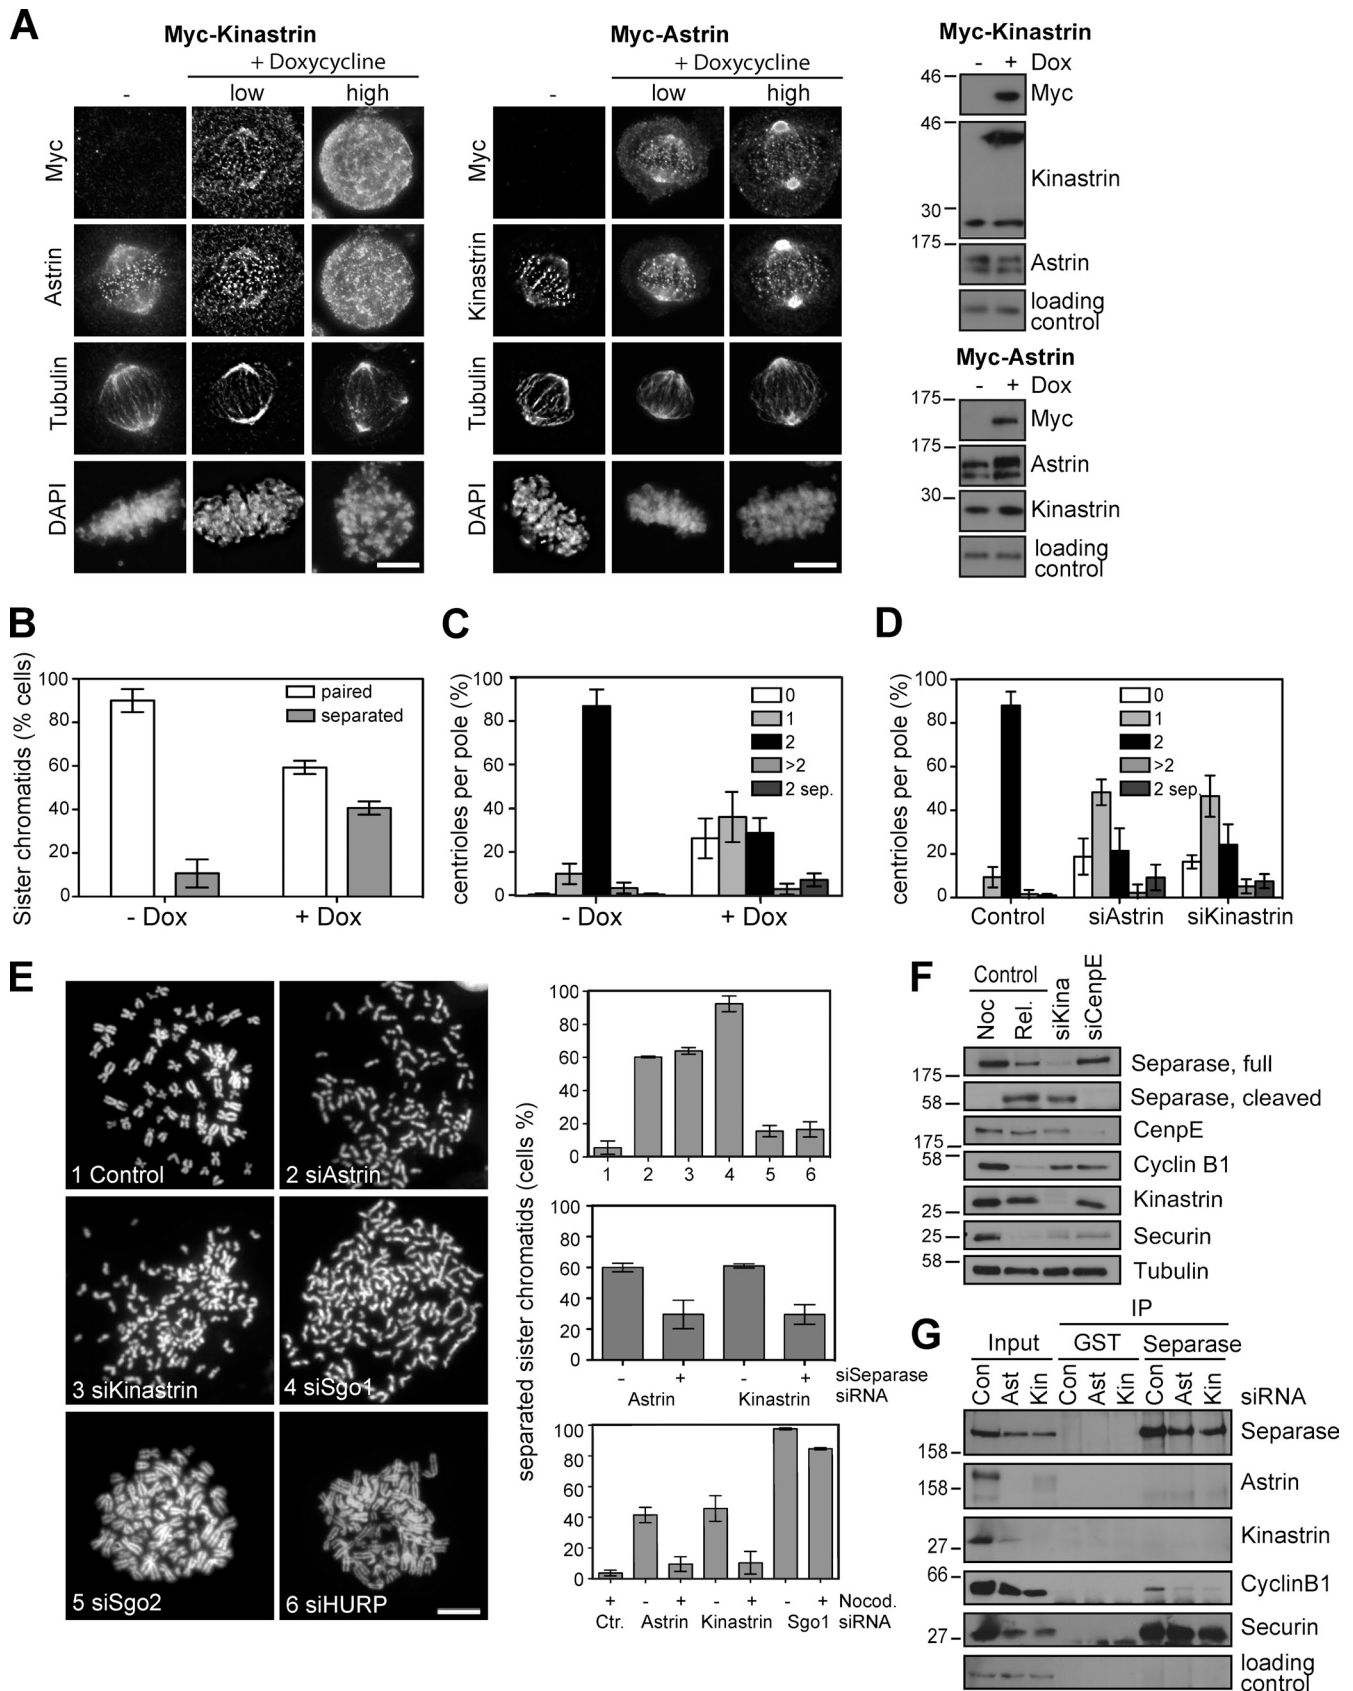 A
Myc-Kinastrin
+ Doxycycline
- low high
Myc
Astrin
Tubulin
DAPI
Myc-Astrin
+ Doxycycline
- low high
Myc
Kinastrin
Tubulin
DAPI
Myc-Kinastrin
- + Dox
46 Myc
46
Kinastrin
30
175
Astrin
loading
control
Myc-Astrin
- + Dox
175
Myc
175
Astrin
30
Kinastrin
loading
control
B
Sister chromatids (% cells)
100
80
60
40
20
0
paired
separated
- Dox + Dox
C
centrioles per pole (%)
100
80
60
40
20
0
0
1
2
>2
2 sep.
- Dox + Dox
D
centrioles per pole (%)
100
80
60
40
20
0
0
1
2
>2
2 sep.
Control siAstrin siKinastrin
E
1 Control
2 siAstrin
3 siKinastrin
4 siSgo1
5 siSgo2
6 siHURP
separated sister chromatids (cells %)
100
80
60
40
20
0
1 2 3 4 5 6
100
80
60
40
20
0
- + - + siSeparase
Astrin Kinastrin siRNA
100
80
60
40
20
0
+ - + - + - + Nocod.
Ctr. Astrin Kinastrin Sgo1 siRNA
F
Control
Noc Rel. siKina siCenpE
Separase, full
175
58 Separase, cleaved
CenpE
175
58
Cyclin B1
Kinastrin
25
25 Securin
58
Tubulin
G
IP
Input GST Separase
Con Ast Kin Con Ast Kin Con Ast Kin siRNA
Separase
158
Astrin
158
Kinastrin
27
66
CyclinB1
Securin
27
loading
control